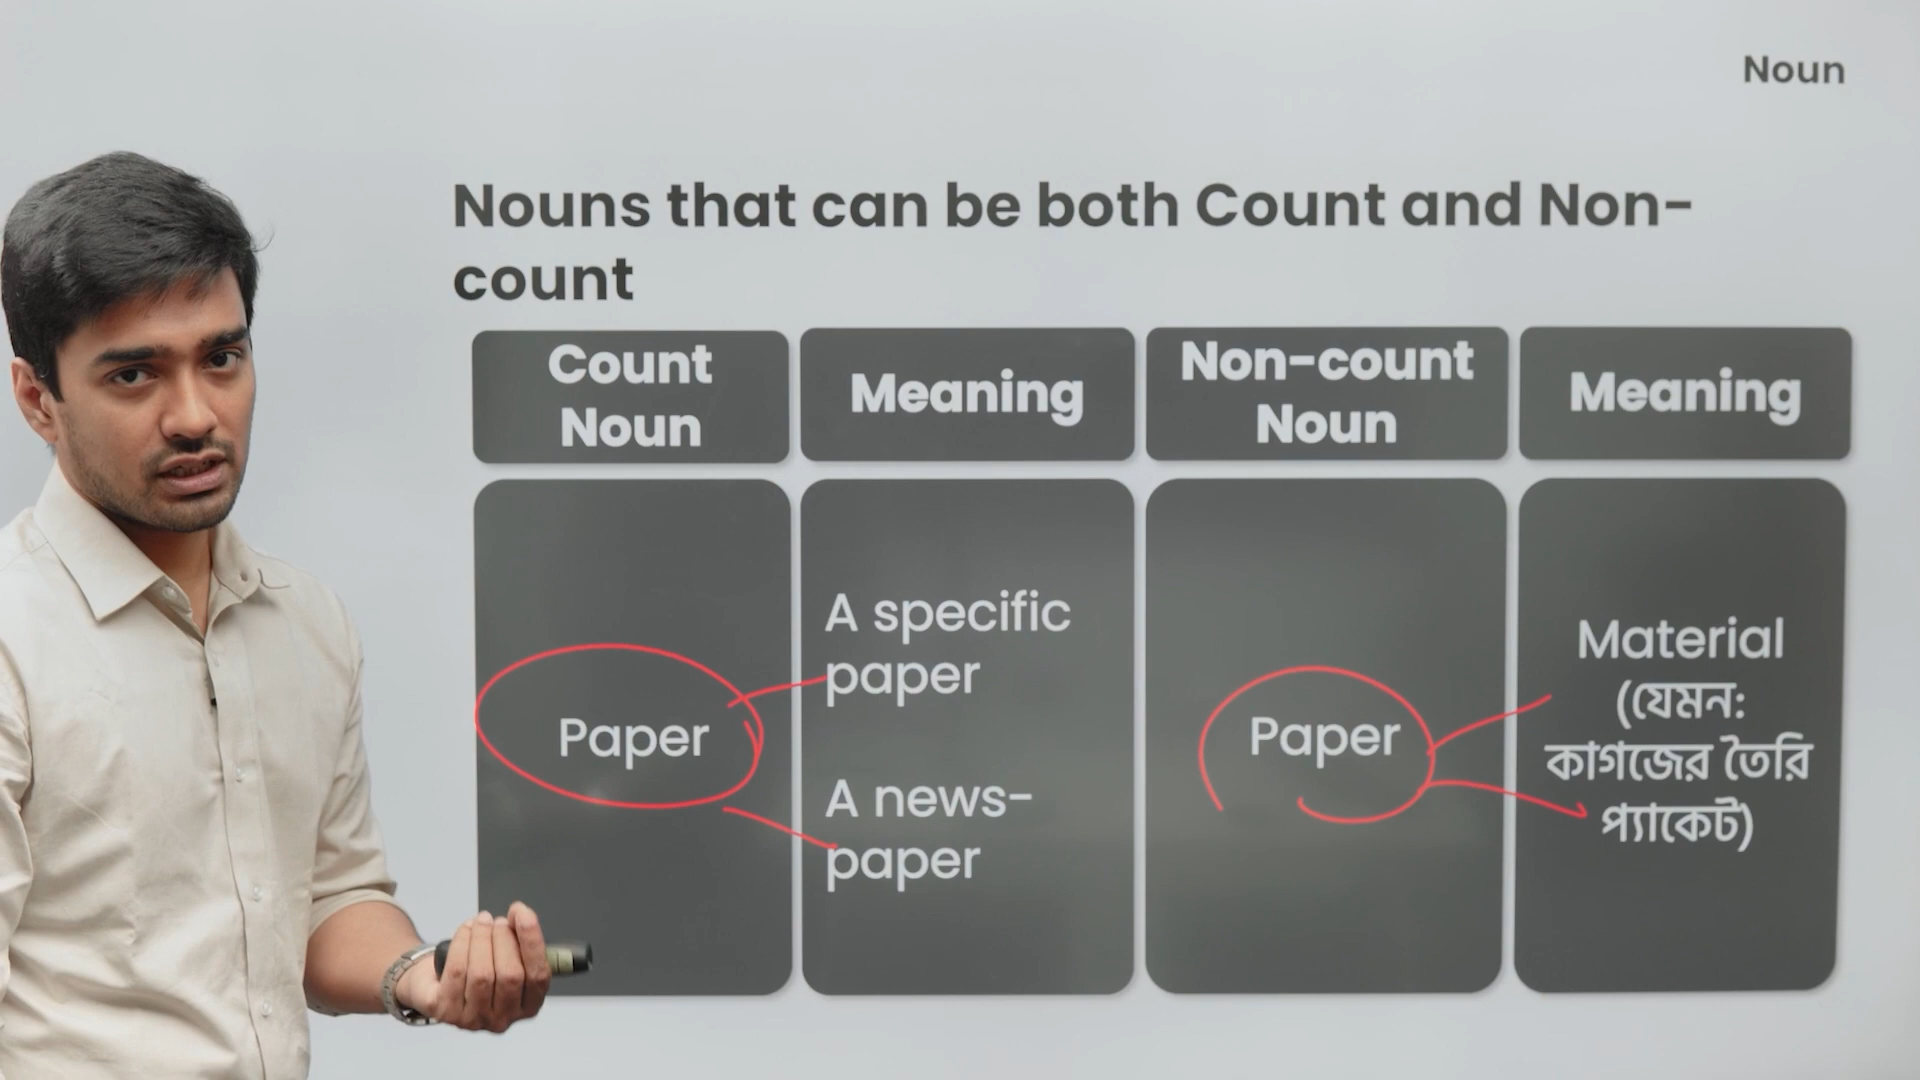 Noun
Nouns that can be both Count and Non-
count
Count
Noun
Meaning
Non-count
Noun
Meaning
Paper
A specific
paper
A news-
paper
Paper
Material
(যেমন:
কাগজের তৈরি
প্যাকেট)